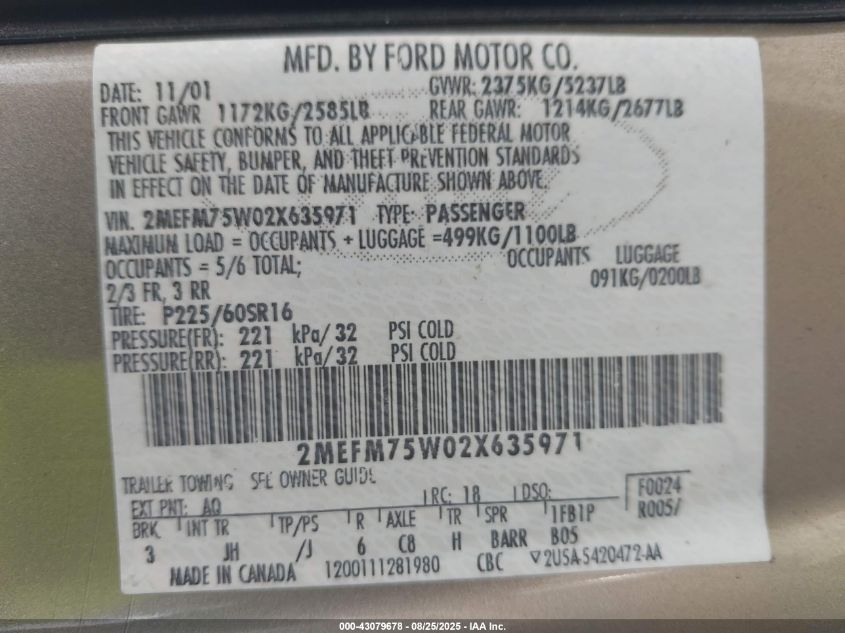 MFD. BY FORD MOTOR CO.
DATE: 11/01 GVWR: 2375KG/5237LB
FRONT GAWR 1172KG/2585LB REAR GAWR: 1214KG/2677LB
THIS VEHICLE CONFORMS TO ALL APPLICABLE FEDERAL MOTOR
VEHICLE SAFETY, BUMPER, AND THEFT PREVENTION STANDARDS
IN EFFECT ON THE DATE OF MANUFACTURE SHOWN ABOVE.
VIN. 2MEFM75W02X635971 TYPE: PASSENGER
MAXIMUM LOAD = OCCUPANTS + LUGGAGE =499KG/1100LB
OCCUPANTS = 5/6 TOTAL; OCCUPANTS LUGGAGE
2/3 FR, 3 RR 091KG/0200LB
TIRE: P225/60SR16
PRESSURE(FR): 221 kPa/32 PSI COLD
PRESSURE(RR): 221 kPa/32 PSI COLD
2MEFM75W02X635971
TRAILER TOWING SEE OWNER GUIDE
EXT PNT: AQ RC: 18 DSO: F0024
BRK INT TR TP/PS R AXLE TR SPR 1FB1P R005/
3 JH /J 6 C8 H BARR B05
MADE IN CANADA 1200111281980 CBC 2USA-5420472-AA
000-43079678 - 08/25/2025 - IAA Inc.